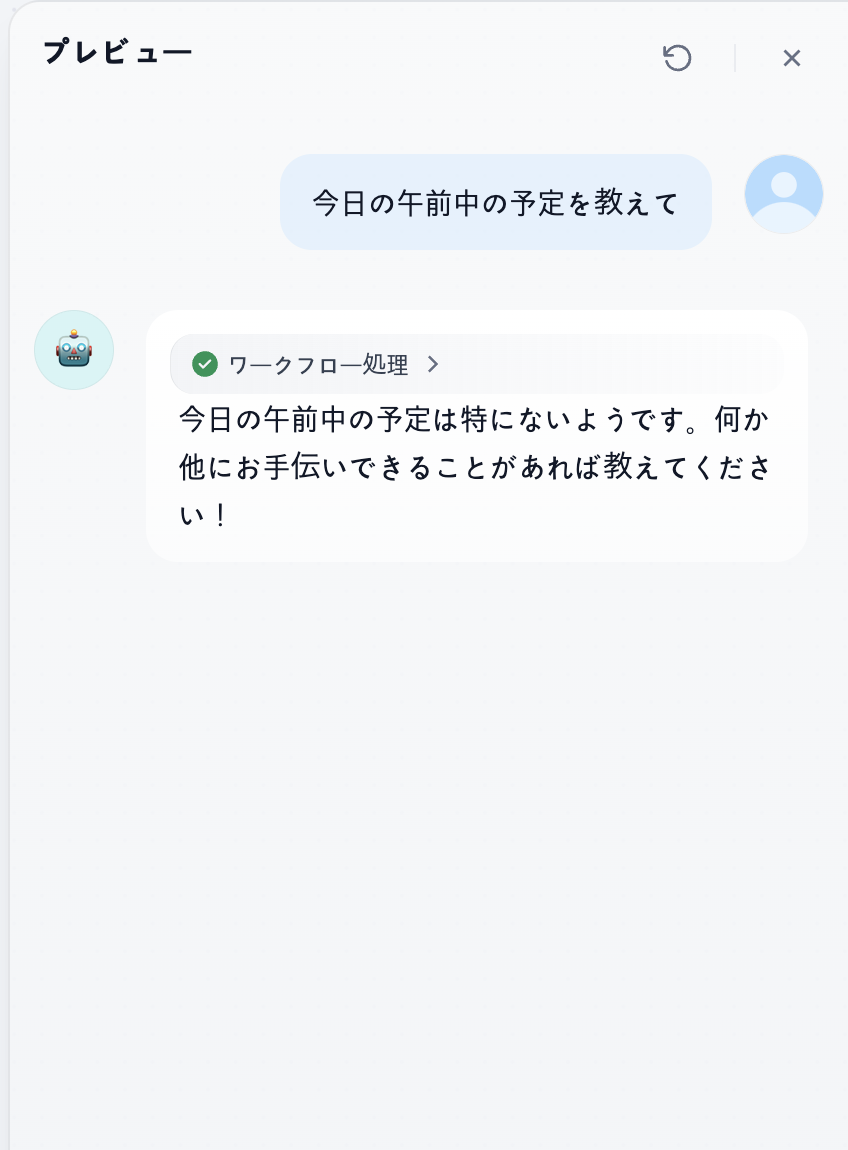 プレビュー
今日の午前中の予定を教えて
ワークフロー処理
今日の午前中の予定は特にないようです。何か
他にお手伝いできることがあれば教えてくださ
い！